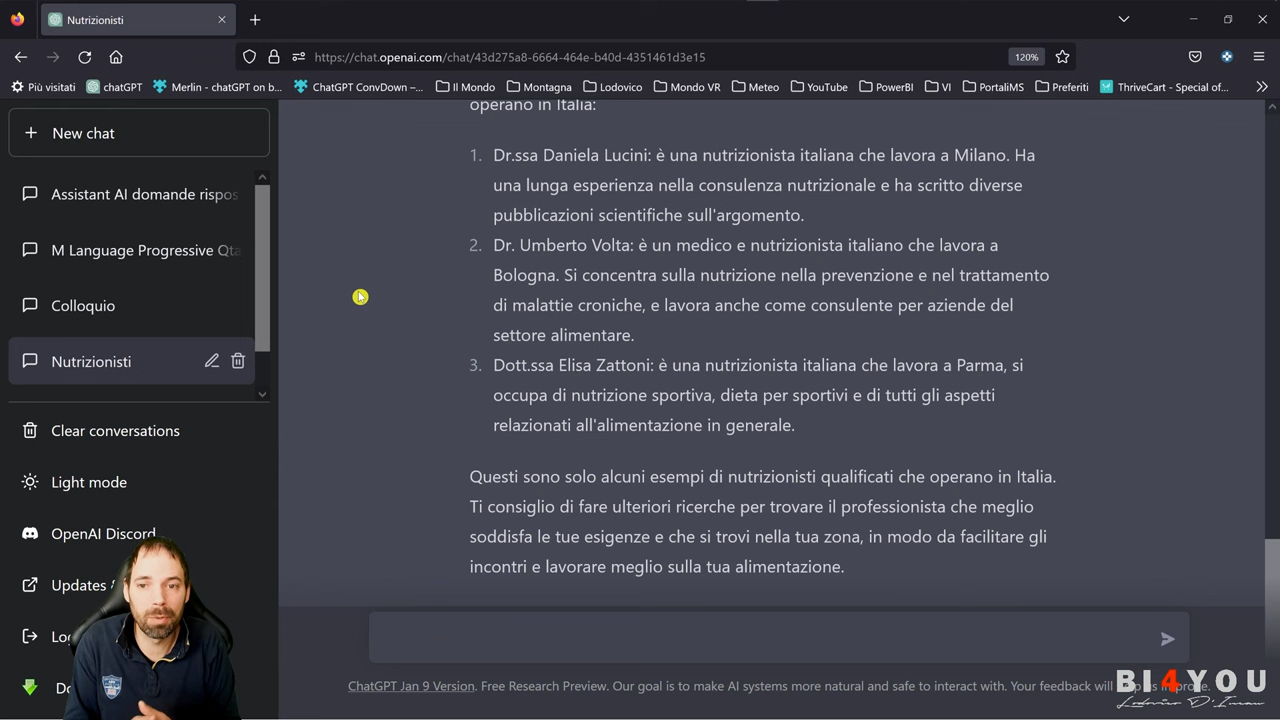 Nutrizionisti
https://chat.openai.com/chat/43d275a8-6664-464e-b40d-4351461d3e15
120%
Più visitati chatGPT Merlin - chatGPT on b... ChatGPT ConvDown –... Il Mondo Montagna Lodovico Mondo VR Meteo YouTube PowerBI VI PortaliMS Preferiti ThriveCart - Special of...
New chat
Assistant AI domande rispos
M Language Progressive Qta
Colloquio
Nutrizionisti
Clear conversations
Light mode
OpenAI Discord
Updates
operano in Italia:
1. Dr.ssa Daniela Lucini: è una nutrizionista italiana che lavora a Milano. Ha
una lunga esperienza nella consulenza nutrizionale e ha scritto diverse
pubblicazioni scientifiche sull'argomento.
2. Dr. Umberto Volta: è un medico e nutrizionista italiano che lavora a
Bologna. Si concentra sulla nutrizione nella prevenzione e nel trattamento
di malattie croniche, e lavora anche come consulente per aziende del
settore alimentare.
3. Dott.ssa Elisa Zattoni: è una nutrizionista italiana che lavora a Parma, si
occupa di nutrizione sportiva, dieta per sportivi e di tutti gli aspetti
relazionati all'alimentazione in generale.
Questi sono solo alcuni esempi di nutrizionisti qualificati che operano in Italia.
Ti consiglio di fare ulteriori ricerche per trovare il professionista che meglio
soddisfa le tue esigenze e che si trovi nella tua zona, in modo da facilitare gli
incontri e lavorare meglio sulla tua alimentazione.
ChatGPT Jan 9 Version. Free Research Preview. Our goal is to make AI systems more natural and safe to interact with. Your feedback will
BI4YOU
Lodovico D'Incau